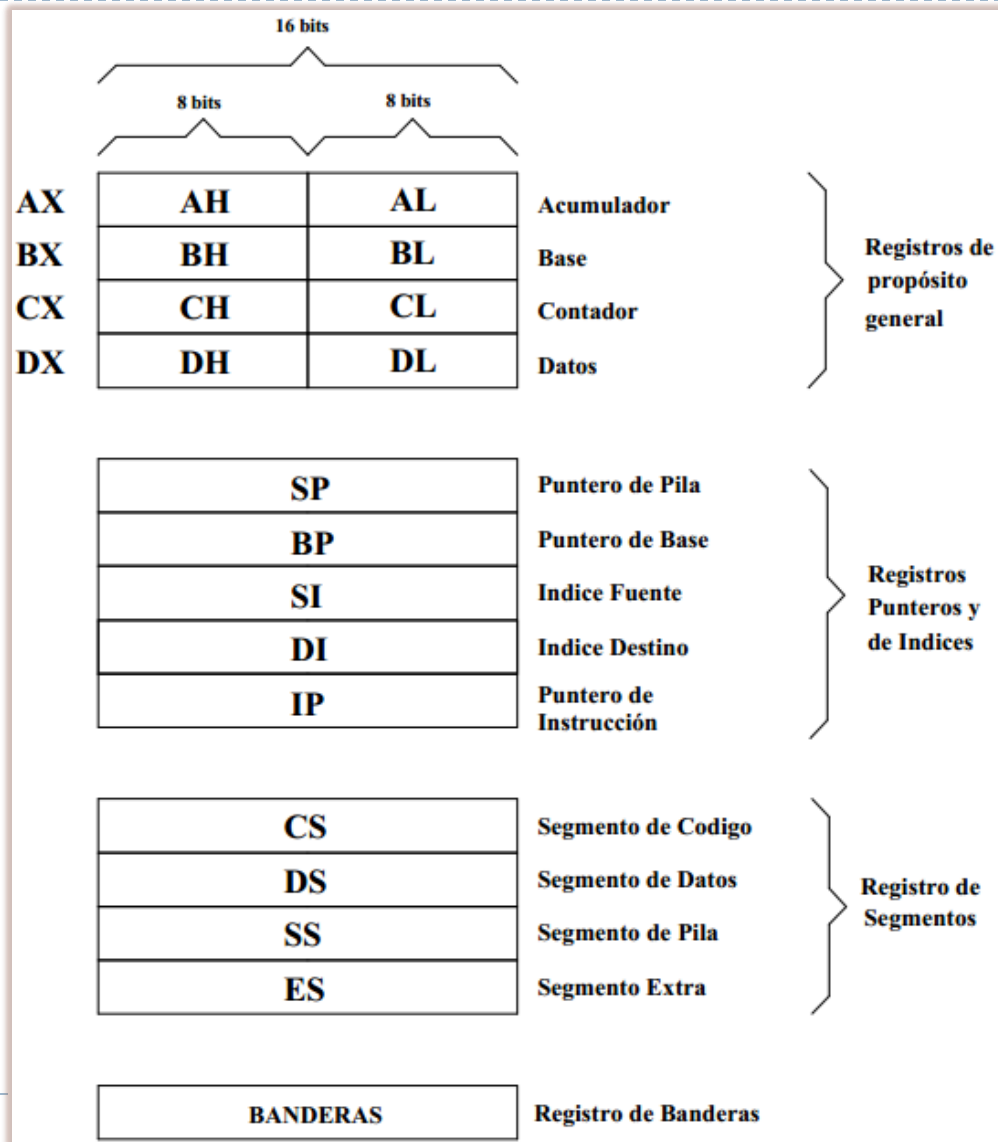 16 bits
8 bits 8 bits
AX AH AL Acumulador
BX BH BL Base
CX CH CL Contador
DX DH DL Datos
Registros de
propósito
general
SP Puntero de Pila
BP Puntero de Base
SI Indice Fuente
DI Indice Destino
IP Puntero de
Instrucción
Registros
Punteros y
de Indices
CS Segmento de Codigo
DS Segmento de Datos
SS Segmento de Pila
ES Segmento Extra
Registro de
Segmentos
BANDERAS Registro de Banderas